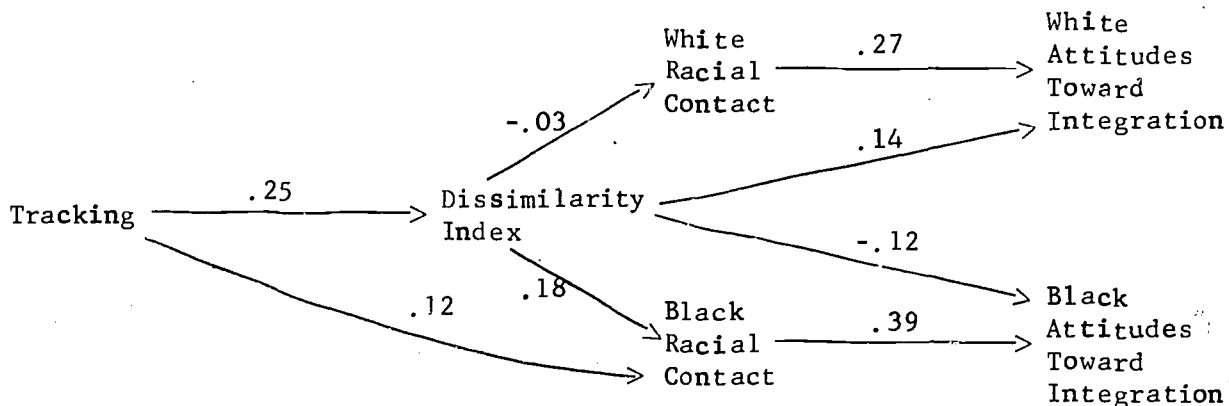 White
Racial
Contact
.27
White
Attitudes
Toward
Integration
-.03
.14
Tracking
.25
Dissimilarity
Index
-.12
.12
.18
Black
Racial
Contact
.39
Black
Attitudes
Toward
Integration